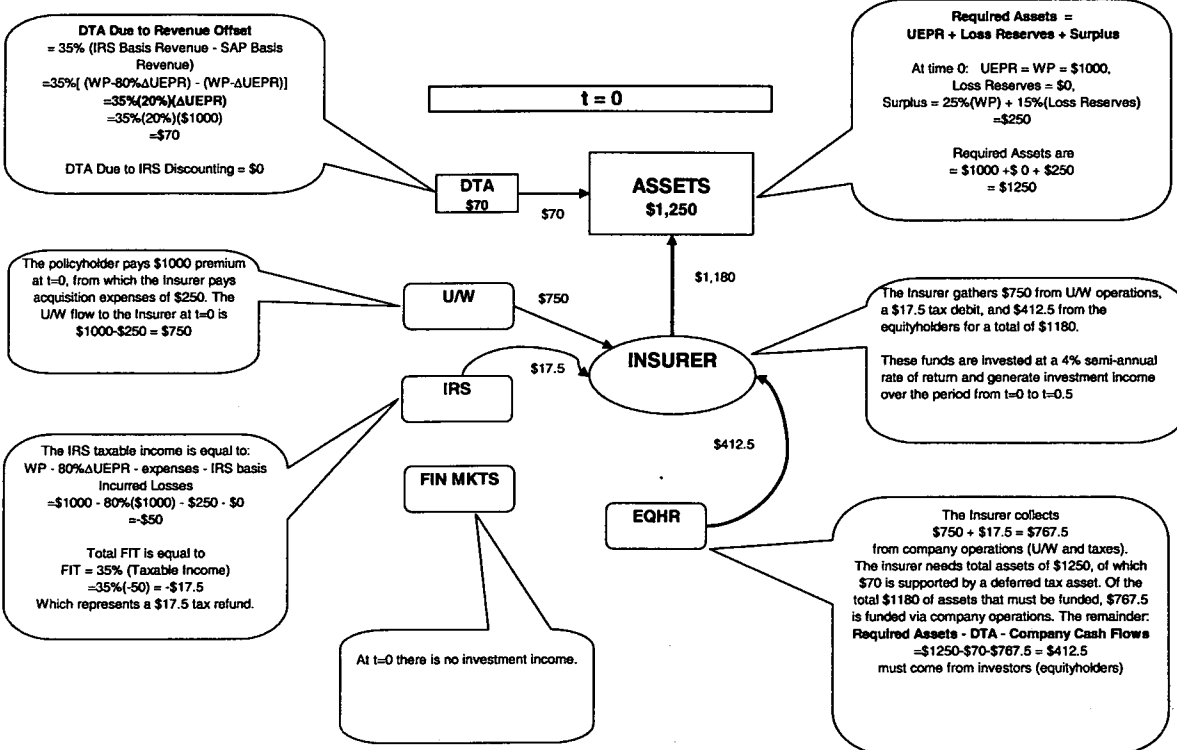 DTA Due to Revenue Offset
= 35% (IRS Basis Revenue - SAP Basis
Revenue)
=35%[ (WP-80%ΔUEPR) - (WP-ΔUEPR)]
=35%(20%)(ΔUEPR)
=35%(20%)($1000)
=$70
DTA Due to IRS Discounting = $0
t = 0
Required Assets =
UEPR + Loss Reserves + Surplus
At time 0: UEPR = WP = $1000,
Loss Reserves = $0,
Surplus = 25%(WP) + 15%(Loss Reserves)
=$250
Required Assets are
= $1000 +$ 0 + $250
= $1250
DTA
$70
$70
ASSETS
$1,250
$1,180
The policyholder pays $1000 premium
at t=0, from which the Insurer pays
acquisition expenses of $250. The
U/W flow to the Insurer at t=0 is
$1000-$250 = $750
U/W
$750
INSURER
The Insurer gathers $750 from U/W operations,
a $17.5 tax debit, and $412.5 from the
equityholders for a total of $1180.
These funds are invested at a 4% semi-annual
rate of return and generate investment income
over the period from t=0 to t=0.5
IRS
$17.5
$412.5
The IRS taxable income is equal to:
WP - 80%ΔUEPR - expenses - IRS basis
Incurred Losses
=$1000 - 80%($1000) - $250 - $0
=-$50
Total FIT is equal to
FIT = 35% (Taxable Income)
=35%(-50) = -$17.5
Which represents a $17.5 tax refund.
FIN MKTS
EQHR
At t=0 there is no investment income.
The Insurer collects
$750 + $17.5 = $767.5
from company operations (U/W and taxes).
The insurer needs total assets of $1250, of which
$70 is supported by a deferred tax asset. Of the
total $1180 of assets that must be funded, $767.5
is funded via company operations. The remainder:
Required Assets - DTA - Company Cash Flows
=$1250-$70-$767.5 = $412.5
must come from investors (equityholders)